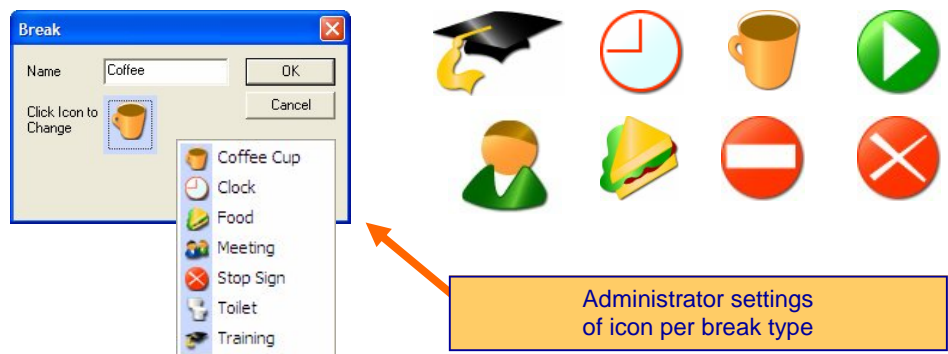 Break
Name
Coffee
OK
Click Icon to
Change
Cancel
Coffee Cup
Clock
Food
Meeting
Stop Sign
Toilet
Training
Administrator settings
of icon per break type